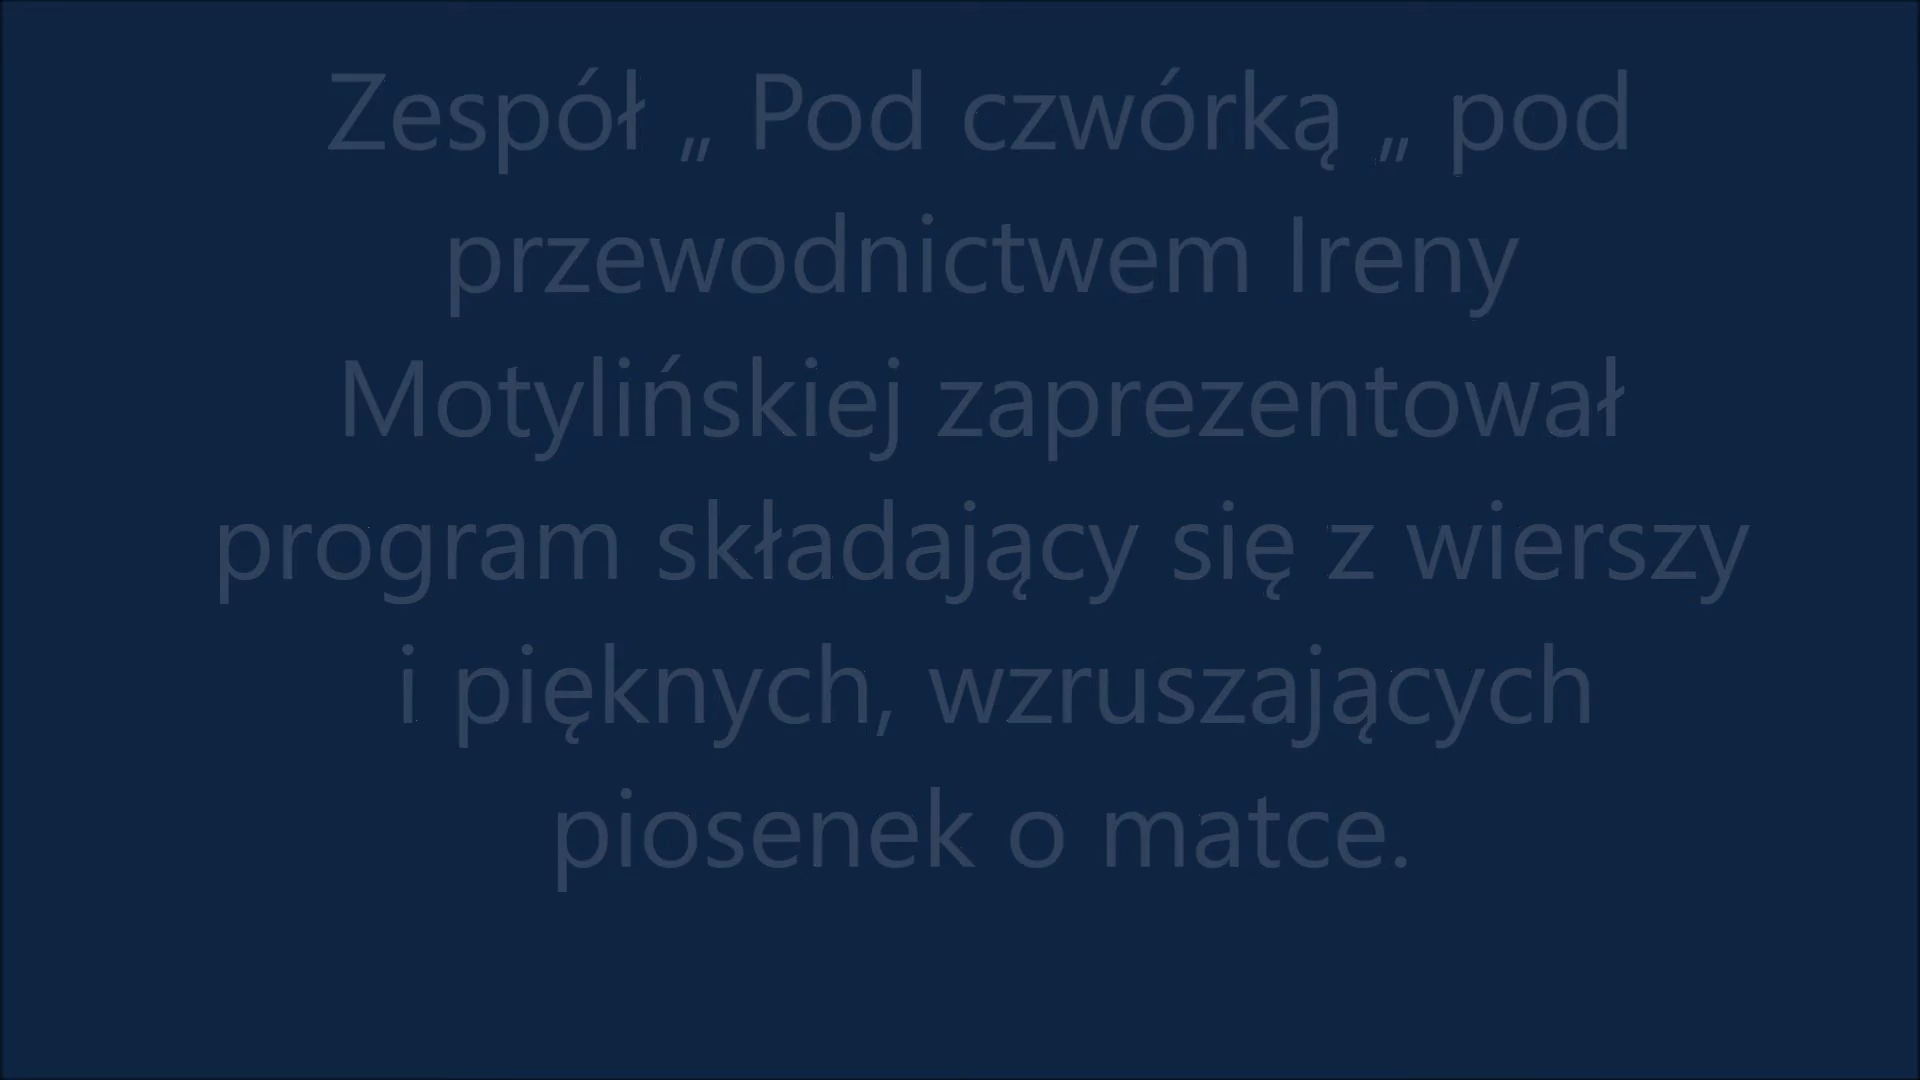 Zespół „ Pod czwórką „ pod
przewodnictwem Ireny
Motylińskiej zaprezentował
program składający się z wierszy
i pięknych, wzruszających
piosenek o matce.